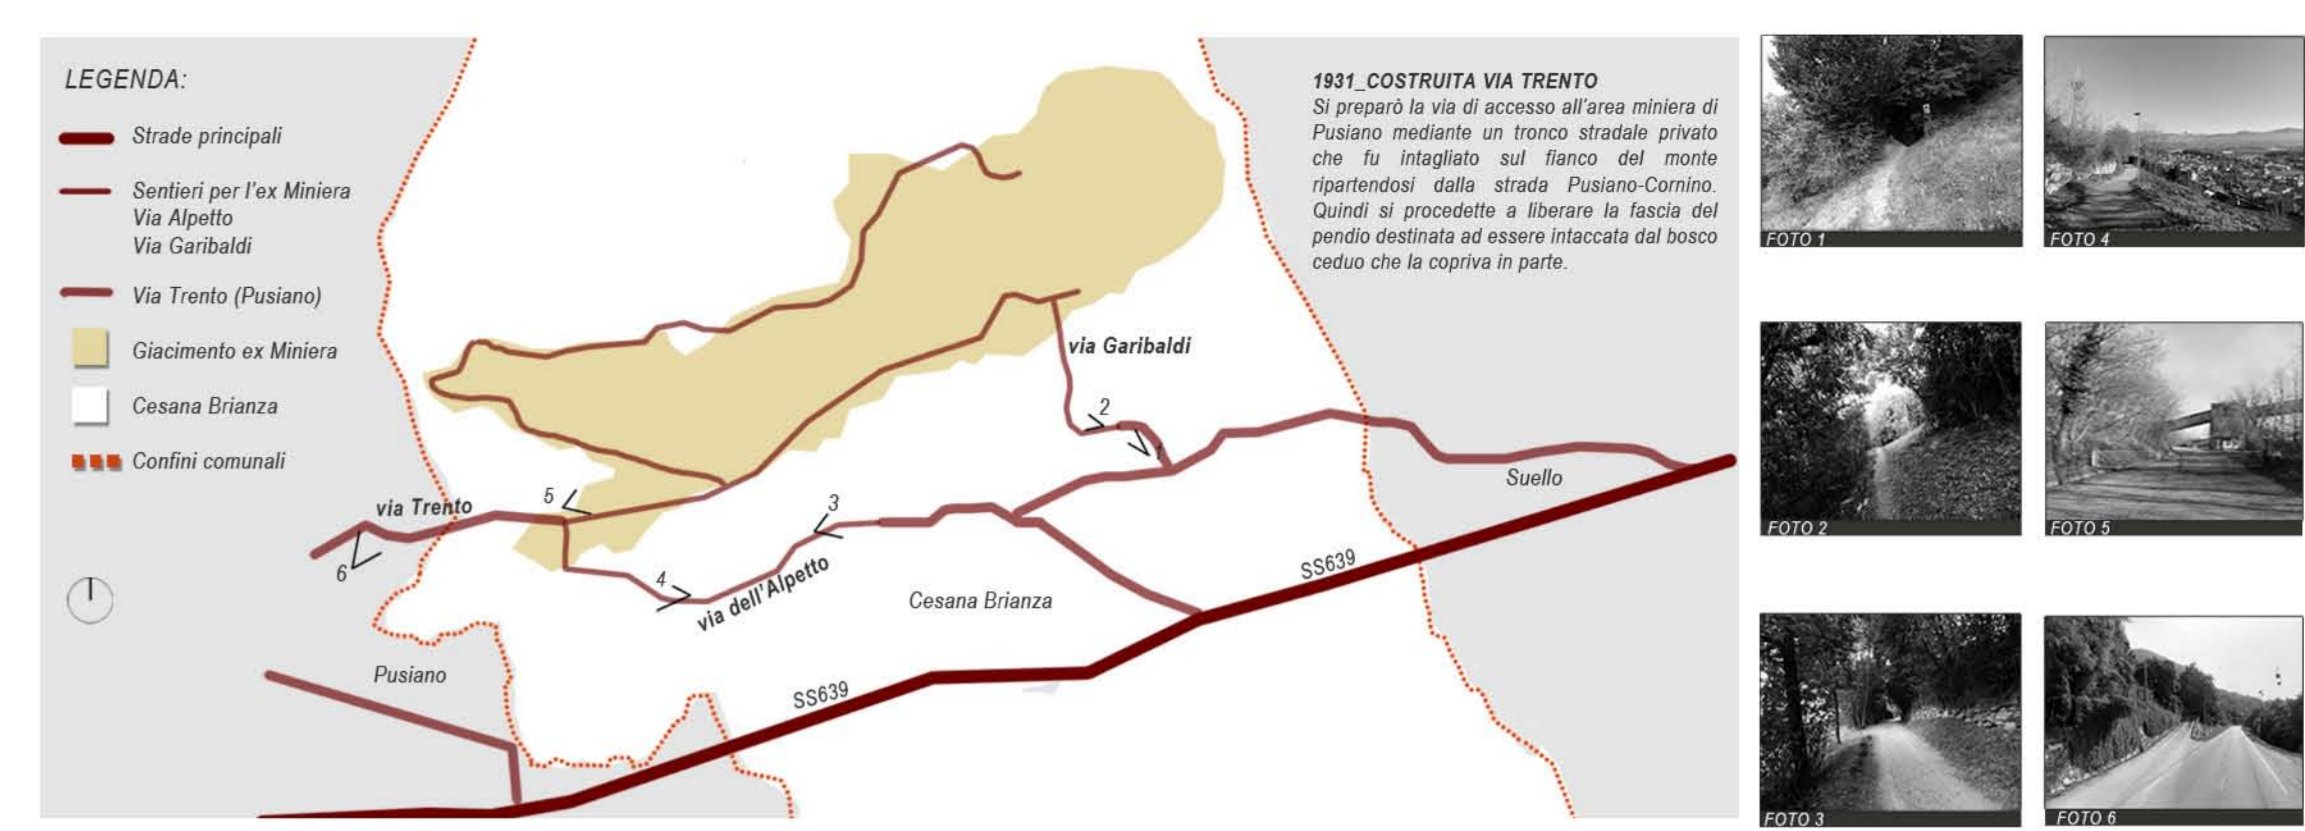 LEGENDA:
Strade principali
Sentieri per l'ex Miniera
Via Alpetto
Via Garibaldi
Via Trento (Pusiano)
Giacimento ex Miniera
Cesana Brianza
Confini comunali
1931_COSTRUITA VIA TRENTO
Si preparò la via di accesso all'area miniera di
Pusiano mediante un tronco stradale privato
che fu intagliato sul fianco del monte
ripartendosi dalla strada Pusiano-Cornino.
Quindi si procedette a liberare la fascia del
pendio destinata ad essere intaccata dal bosco
ceduo che la copriva in parte.
via Garibaldi
2
1
Suello
via Trento
5
3
6
4
via dell'Alpetto
SS639
Cesana Brianza
Pusiano
SS639
FOTO 1
FOTO 4
FOTO 2
FOTO 5
FOTO 3
FOTO 6